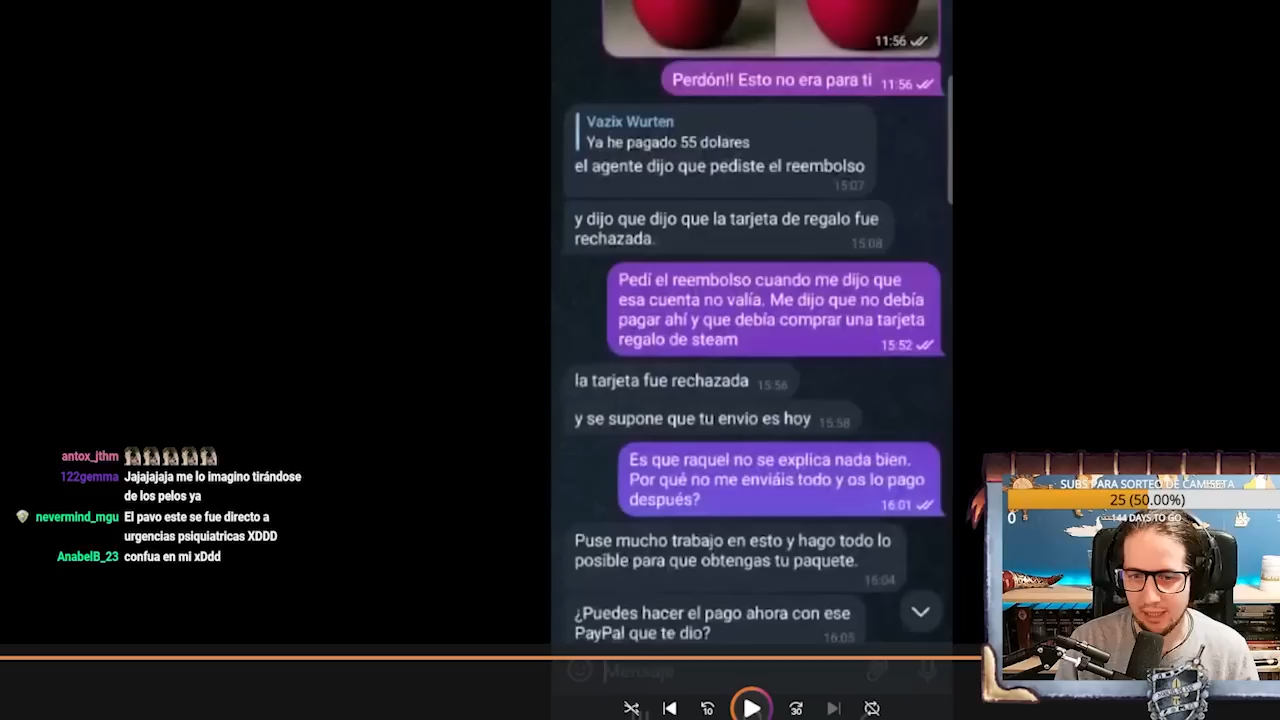 11:56
Perdón!! Esto no era para ti 11:56
Vazix Wurten
Ya he pagado 55 dolares
el agente dijo que pediste el reembolso
15:07
y dijo que dijo que la tarjeta de regalo fue
rechazada.
15:08
Pedí el reembolso cuando me dijo que
esa cuenta no valía. Me dijo que no debía
pagar ahí y que debía comprar una tarjeta
regalo de steam
15:52
la tarjeta fue rechazada 15:56
y se supone que tu envio es hoy 15:58
Es que raquel no se explica nada bien.
Por qué no me enviáis todo y os lo pago
después?
16:01
Puse mucho trabajo en esto y hago todo lo
posible para que obtengas tu paquete.
16:04
¿Puedes hacer el pago ahora con ese
PayPal que te dio?
16:05
Mensaje
antox_jthm
122gemma Jajajajaja me lo imagino tirándose
de los pelos ya
nevermind_mgu El pavo este se fue directo a
urgencias psiquiatricas XDDD
AnabelB_23 confua en mi xDdd
SUBS PARA SORTEO DE CAMISETA
25 (50.00%)
0
144 DAYS TO GO
10
30